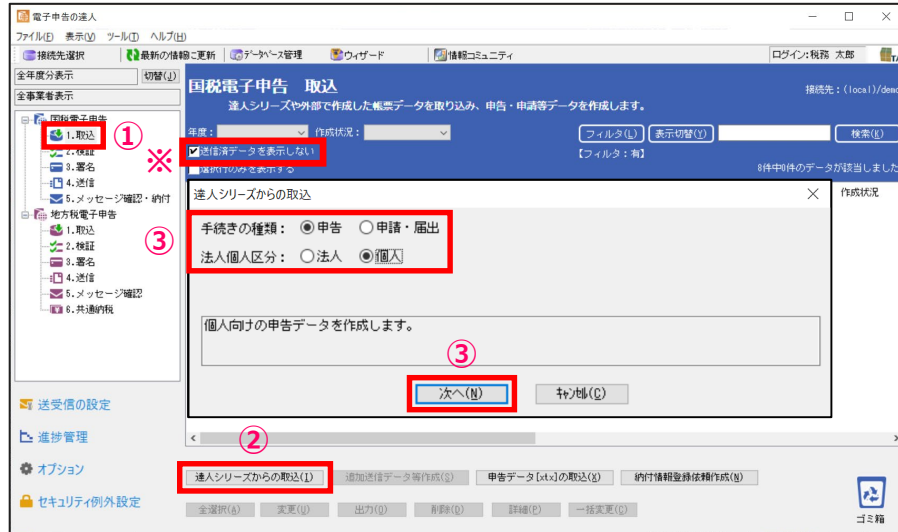 電子申告の達人
ファイル(F) 表示(V) ツール(T) ヘルプ(H)
接続先選択 最新の情報に更新 データベース管理 ウィザード 情報コミュニティ ログイン:税務 太郎
全年度分表示 切替(J)
全事業者表示
国税電子申告 取込 接続先:(local)/demo
達人シリーズや外部で作成した帳票データを取り込み、申告・申請等データを作成します。
国税電子申告
1.取込
①
2.検証
3.署名
4.送信
5.メッセージ確認・納付
地方税電子申告
1.取込
2.検証
3.署名
4.送信
5.メッセージ確認
6.共通納税
年度: 作成状況: フィルタ(L) 表示切替(Y) 検索(K)
※
送信済データを表示しない 【フィルタ:有】
選択行のみを表示する 8件中0件のデータが該当しました
作成状況
達人シリーズからの取込
③
手続きの種類: 申告 申請・届出
法人個人区分: 法人 個人
個人向けの申告データを作成します。
③
次へ(N) キャンセル(C)
送受信の設定
進捗管理
オプション
セキュリティ例外設定
②
達人シリーズからの取込(I) 追加送信データ等作成(S) 申告データ[xtx]の取込(X) 納付情報登録依頼作成(N)
全選択(A) 変更(U) 出力(O) 削除(D) 詳細(P) 一括変更(C)
ゴミ箱